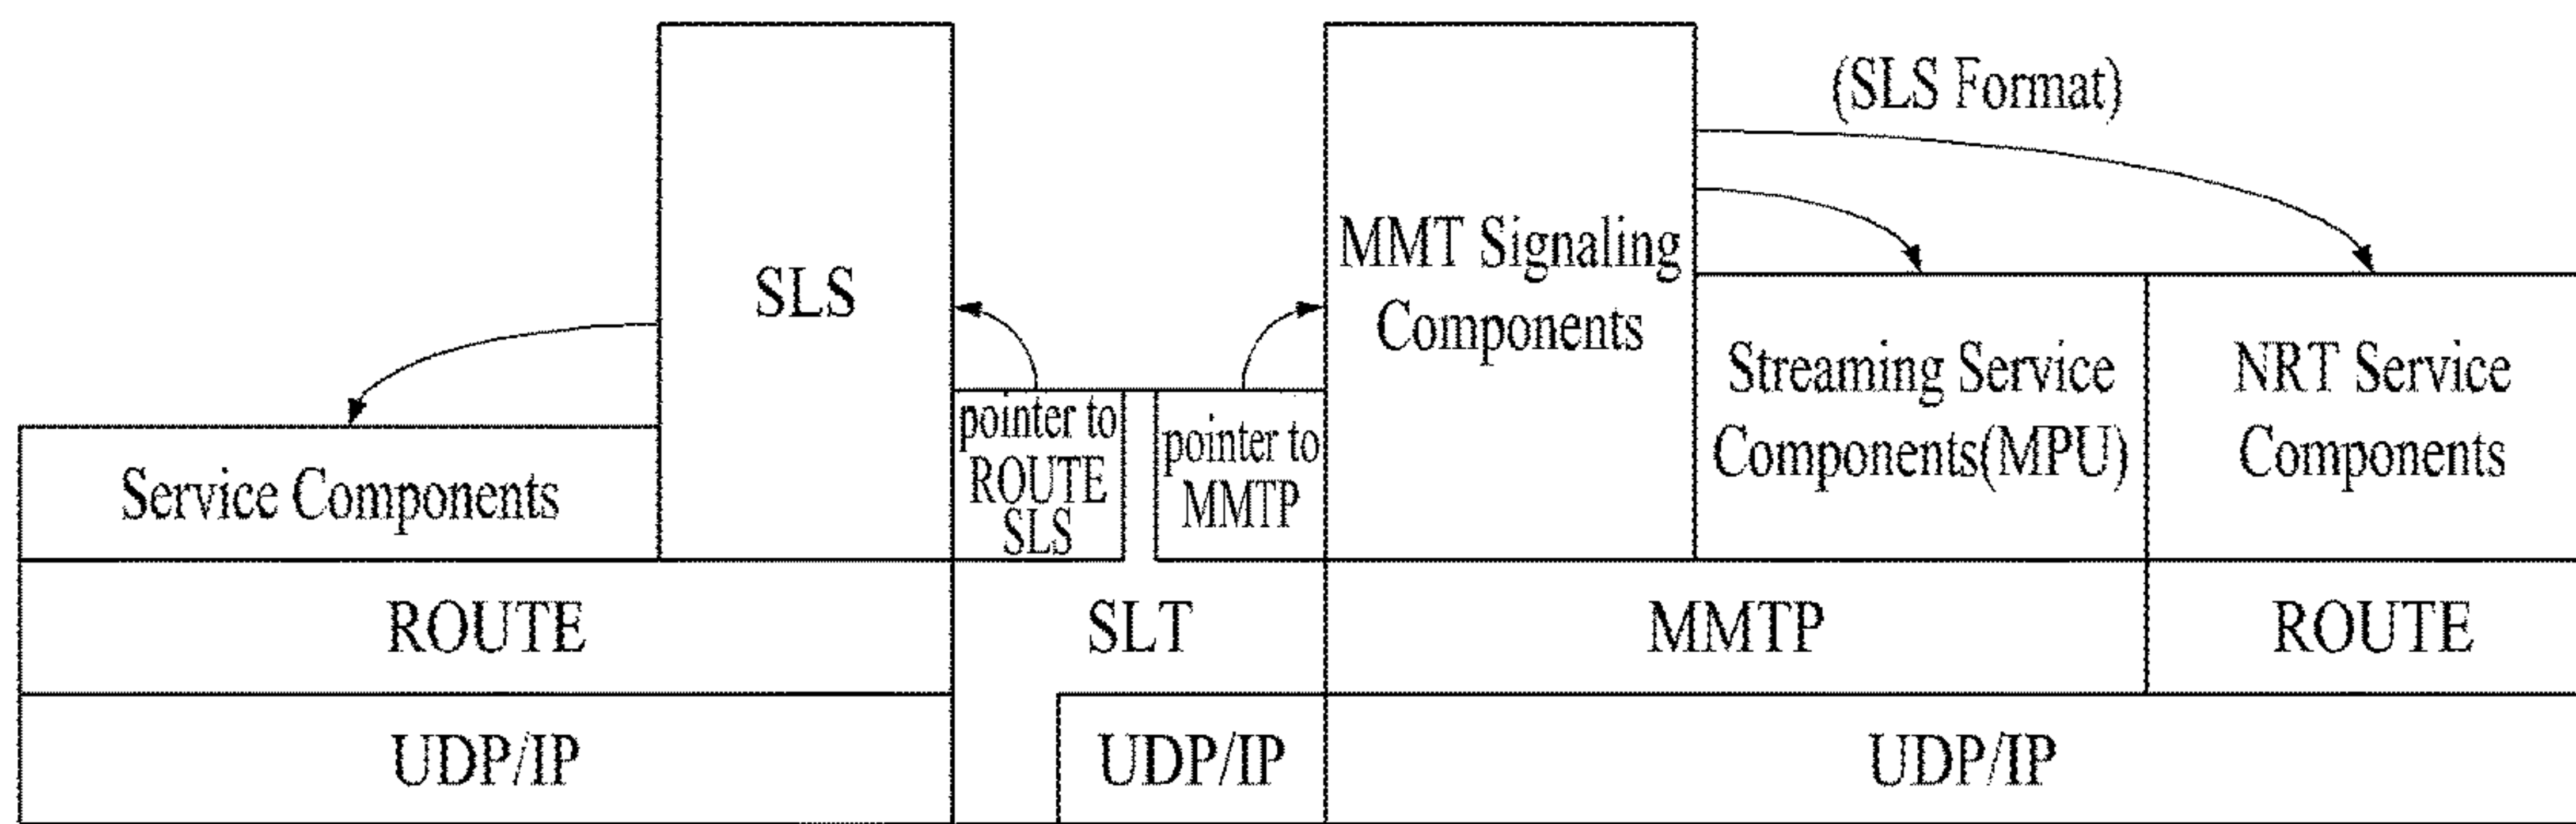 (SLS Format)
SLS
MMT Signaling
Components
Service Components
pointer to
ROUTE
SLS
pointer to
MMTP
Streaming Service
Components(MPU)
NRT Service
Components
ROUTE
SLT
MMTP
ROUTE
UDP/IP
UDP/IP
UDP/IP